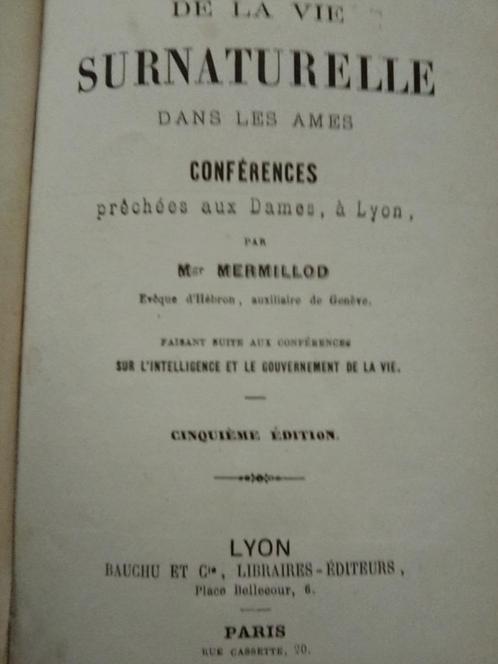 DE LA VIE
SURNATURELLE
DANS LES AMES
CONFÉRENCES
prêchées aux Dames, à Lyon,
PAR
Mgr MERMILLOD
Evêque d'Hébron, auxiliaire de Genève.
FAISANT SUITE AUX CONFÉRENCES
SUR L'INTELLIGENCE ET LE GOUVERNEMENT DE LA VIE.
CINQUIÈME ÉDITION.
LYON
BAUCHU ET Cie, LIBRAIRES-ÉDITEURS,
Place Bellecour, 6.
PARIS
RUE CASSETTE, 20.